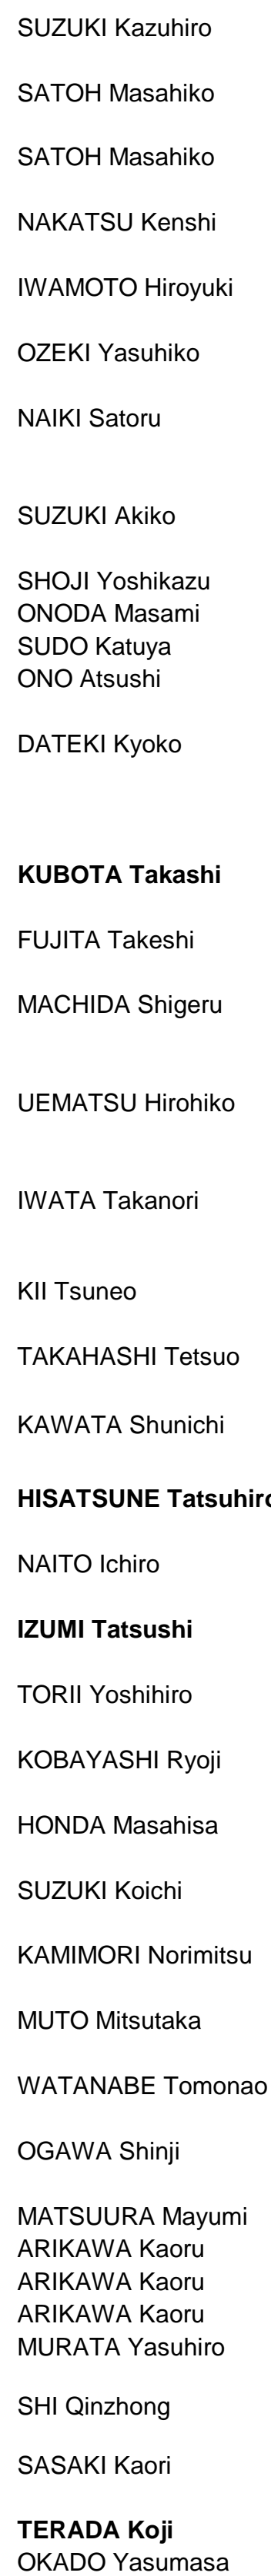 SUZUKI Kazuhiro
SATOH Masahiko
SATOH Masahiko
NAKATSU Kenshi
IWAMOTO Hiroyuki
OZEKI Yasuhiko
NAIKI Satoru
SUZUKI Akiko
SHOJI Yoshikazu
ONODA Masami
SUDO Katuya
ONO Atsushi
DATEKI Kyoko
KUBOTA Takashi
FUJITA Takeshi
MACHIDA Shigeru
UEMATSU Hirohiko
IWATA Takanori
KII Tsuneo
TAKAHASHI Tetsuo
KAWATA Shunichi
HISATSUNE Tatsuhiro
NAITO Ichiro
IZUMI Tatsushi
TORII Yoshihiro
KOBAYASHI Ryoji
HONDA Masahisa
SUZUKI Koichi
KAMIMORI Norimitsu
MUTO Mitsutaka
WATANABE Tomonao
OGAWA Shinji
MATSUURA Mayumi
ARIKAWA Kaoru
ARIKAWA Kaoru
ARIKAWA Kaoru
MURATA Yasuhiro
SHI Qinzhong
SASAKI Kaori
TERADA Koji
OKADO Yasumasa